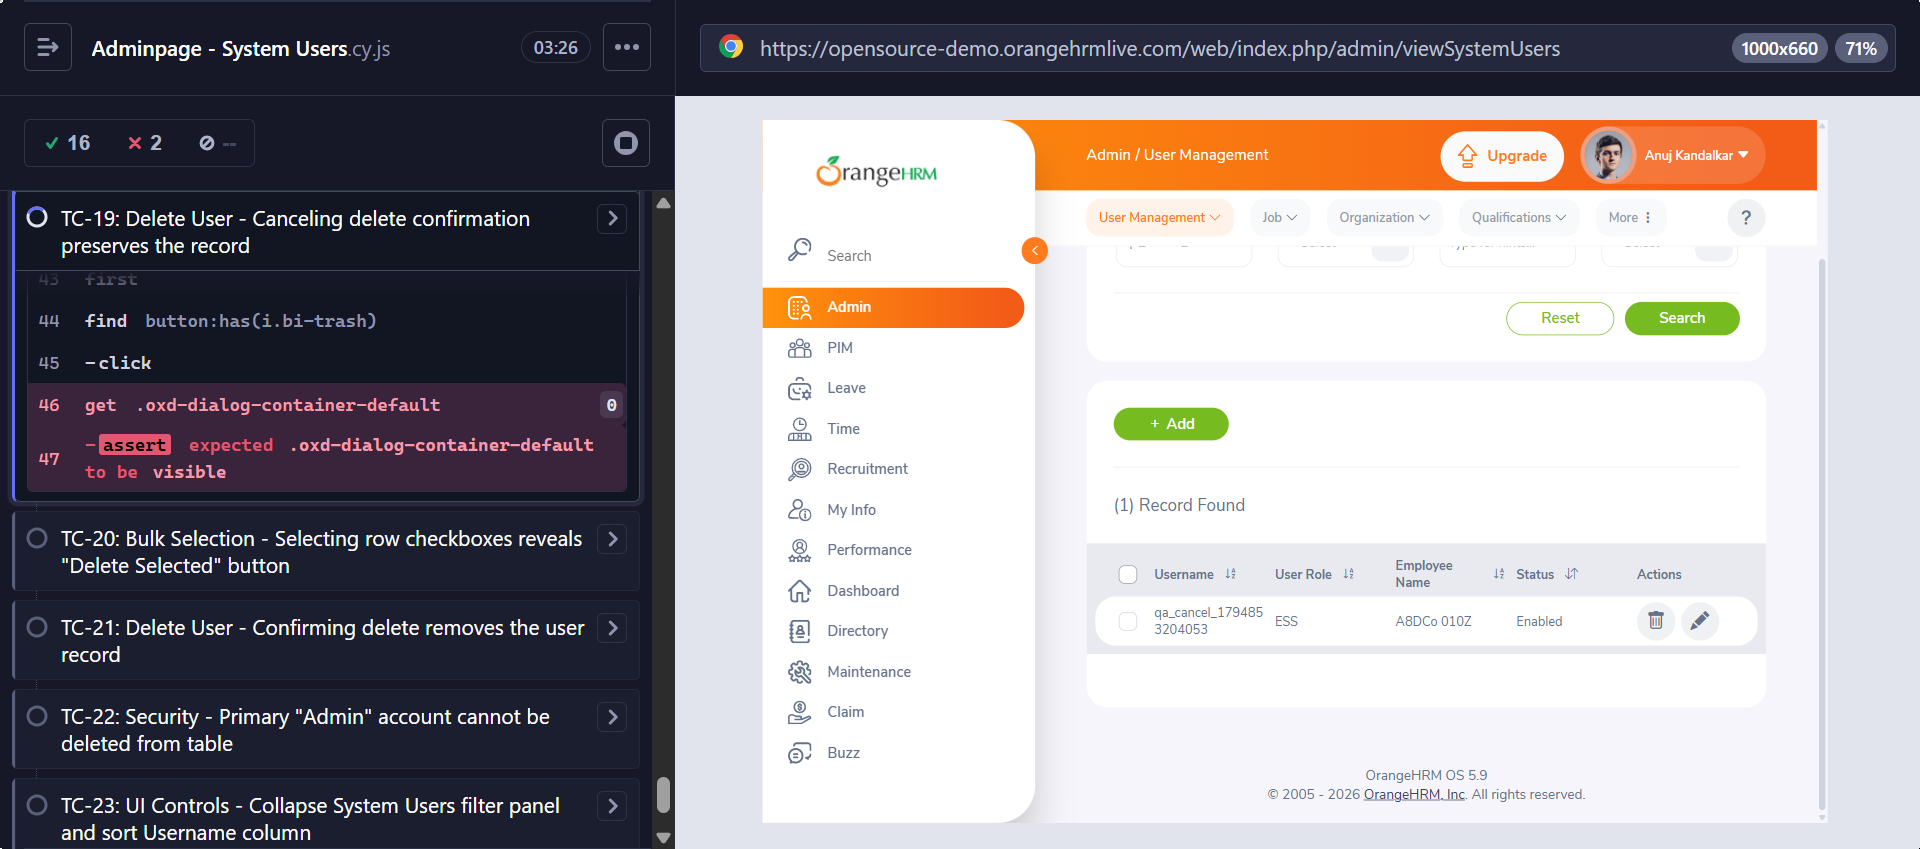 Adminpage - System Users.cy.js
03:26
16
2
--
TC-19: Delete User - Canceling delete confirmation
preserves the record
43 first
44 find button:has(i.bi-trash)
45 -click
46 get .oxd-dialog-container-default 0
47 -assert expected .oxd-dialog-container-default
to be visible
TC-20: Bulk Selection - Selecting row checkboxes reveals
"Delete Selected" button
TC-21: Delete User - Confirming delete removes the user
record
TC-22: Security - Primary "Admin" account cannot be
deleted from table
TC-23: UI Controls - Collapse System Users filter panel
and sort Username column
https://opensource-demo.orangehrmlive.com/web/index.php/admin/viewSystemUsers
1000x660
71%
OrangeHRM
Search
Admin
PIM
Leave
Time
Recruitment
My Info
Performance
Dashboard
Directory
Maintenance
Claim
Buzz
Admin / User Management
Upgrade
Anuj Kandalkar
User Management
Job
Organization
Qualifications
More
?
Reset
Search
+ Add
(1) Record Found
Username
User Role
Employee
Name
Status
Actions
qa_cancel_179485
3204053
ESS
A8DCo 010Z
Enabled
OrangeHRM OS 5.9
© 2005 - 2026 OrangeHRM, Inc. All rights reserved.